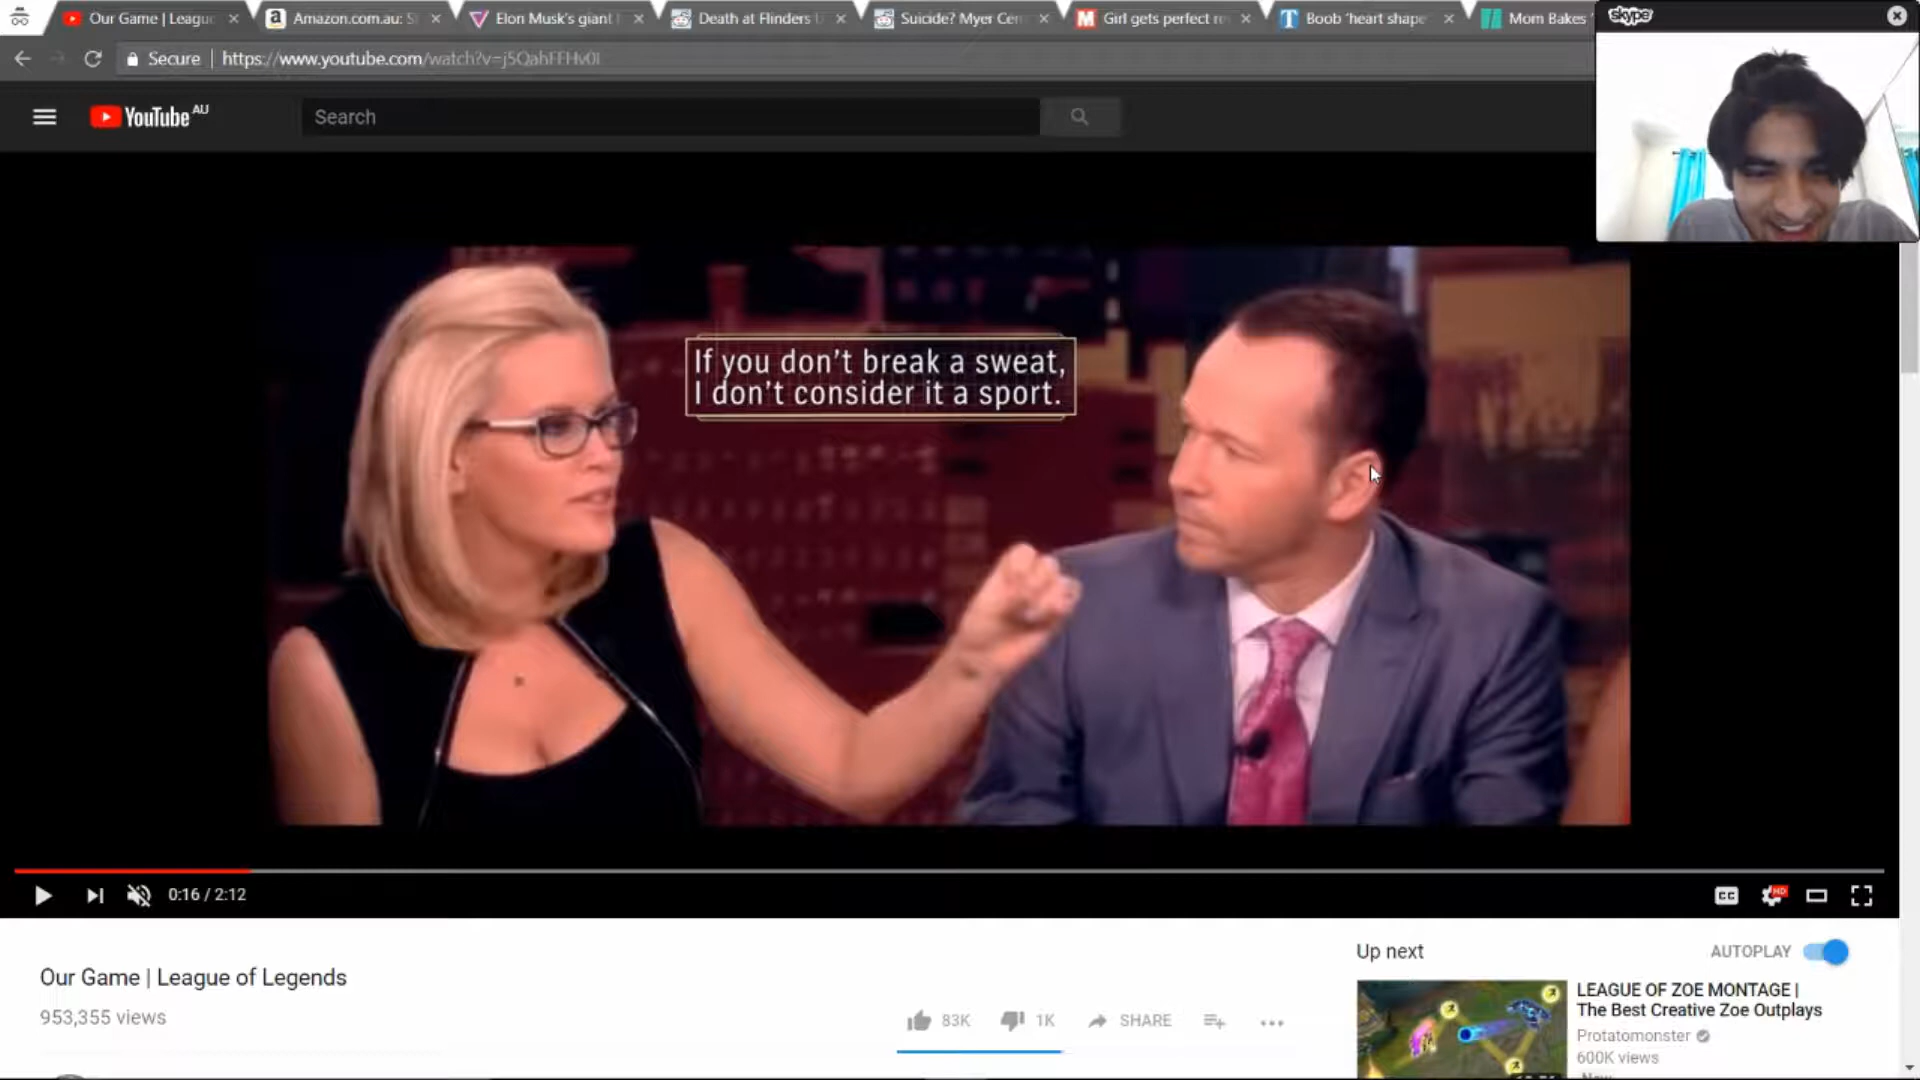 Our Game | League
Amazon.com.au: S
Elon Musk's giant
Death at Flinders
Suicide? Myer Cen
Girl gets perfect re
Boob 'heart shape
Mom Bakes
skype
Secure | https://www.youtube.com/watch?v=j5QahFFHv0I
YouTube AU
Search
If you don't break a sweat,
I don't consider it a sport.
0:16 / 2:12
CC
HD
Up next
AUTOPLAY
Our Game | League of Legends
953,355 views
83K
1K
SHARE
LEAGUE OF ZOE MONTAGE |
The Best Creative Zoe Outplays
Protatomonster
600K views